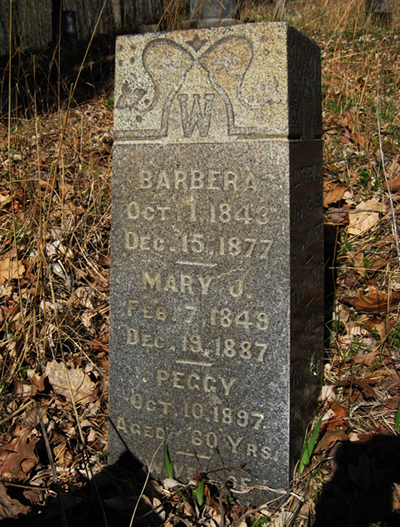 W
BARBERA
OCT. 1, 1843
DEC. 15, 1877
MARY J.
FEB. 7, 1849
DEC. 19, 1887
PEGGY
OCT. 10, 1897
AGED 60 YRS.